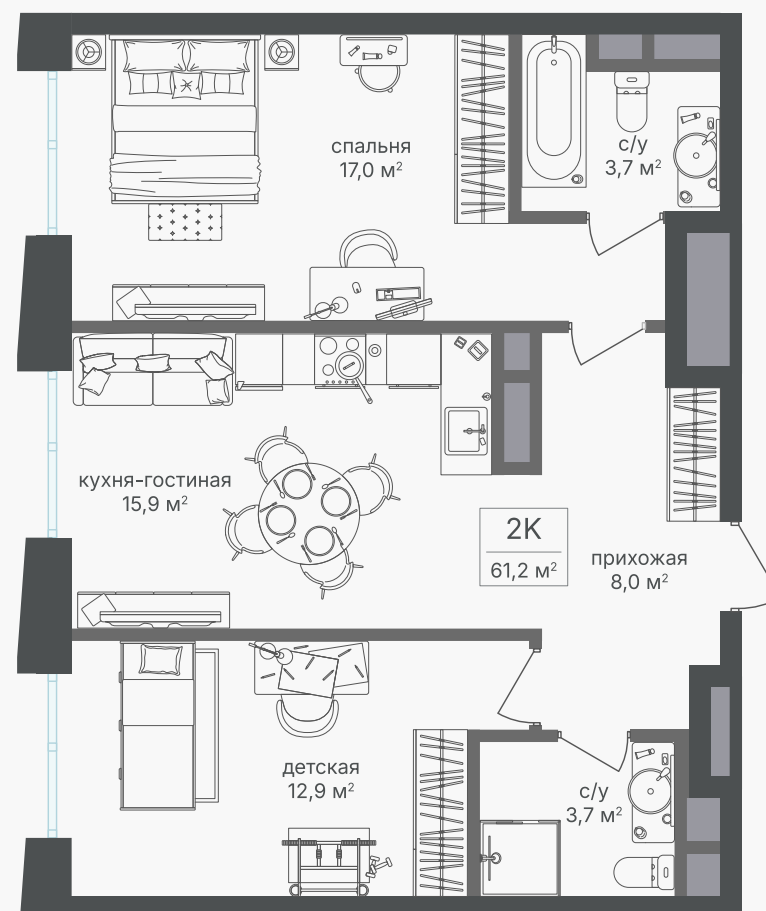 спальня
17,0 м²
с/у
3,7 м²
кухня-гостиная
15,9 м²
2К
61,2 м²
прихожая
8,0 м²
детская
12,9 м²
с/у
3,7 м²